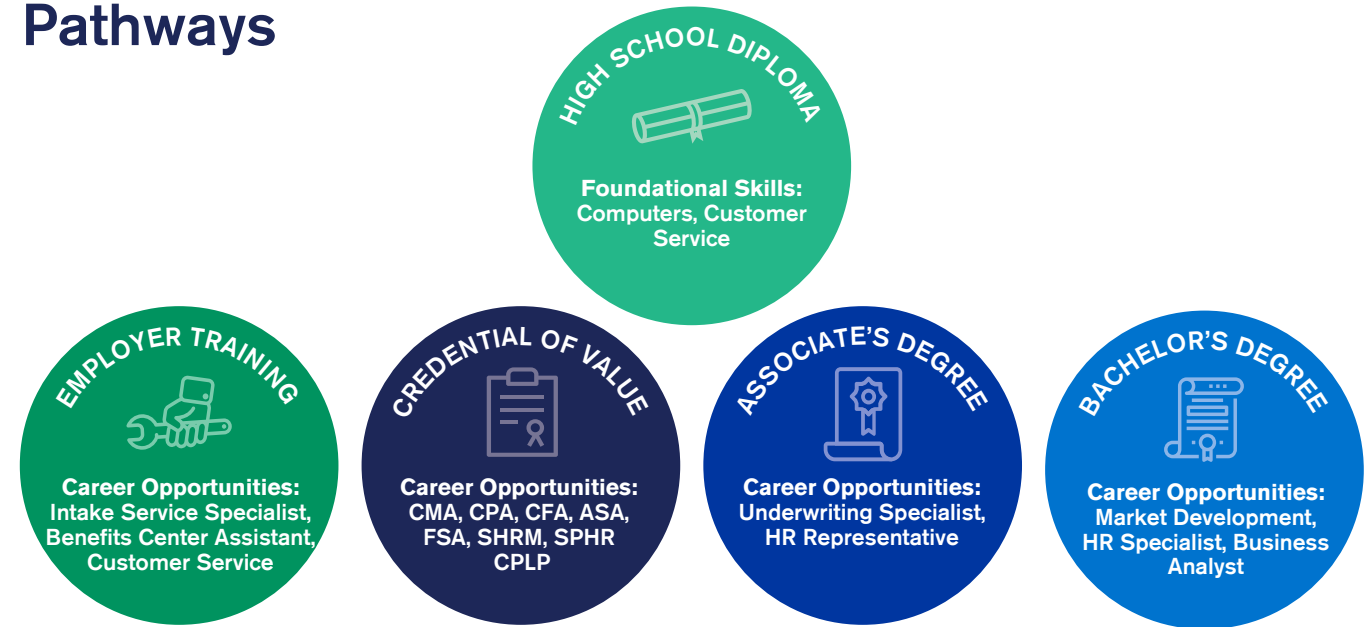 Pathways
HIGH SCHOOL DIPLOMA
Foundational Skills:
Computers, Customer
Service
EMPLOYER TRAINING
Career Opportunities:
Intake Service Specialist,
Benefits Center Assistant,
Customer Service
CREDENTIAL OF VALUE
Career Opportunities:
CMA, CPA, CFA, ASA,
FSA, SHRM, SPHR
CPLP
ASSOCIATE'S DEGREE
Career Opportunities:
Underwriting Specialist,
HR Representative
BACHELOR'S DEGREE
Career Opportunities:
Market Development,
HR Specialist, Business
Analyst